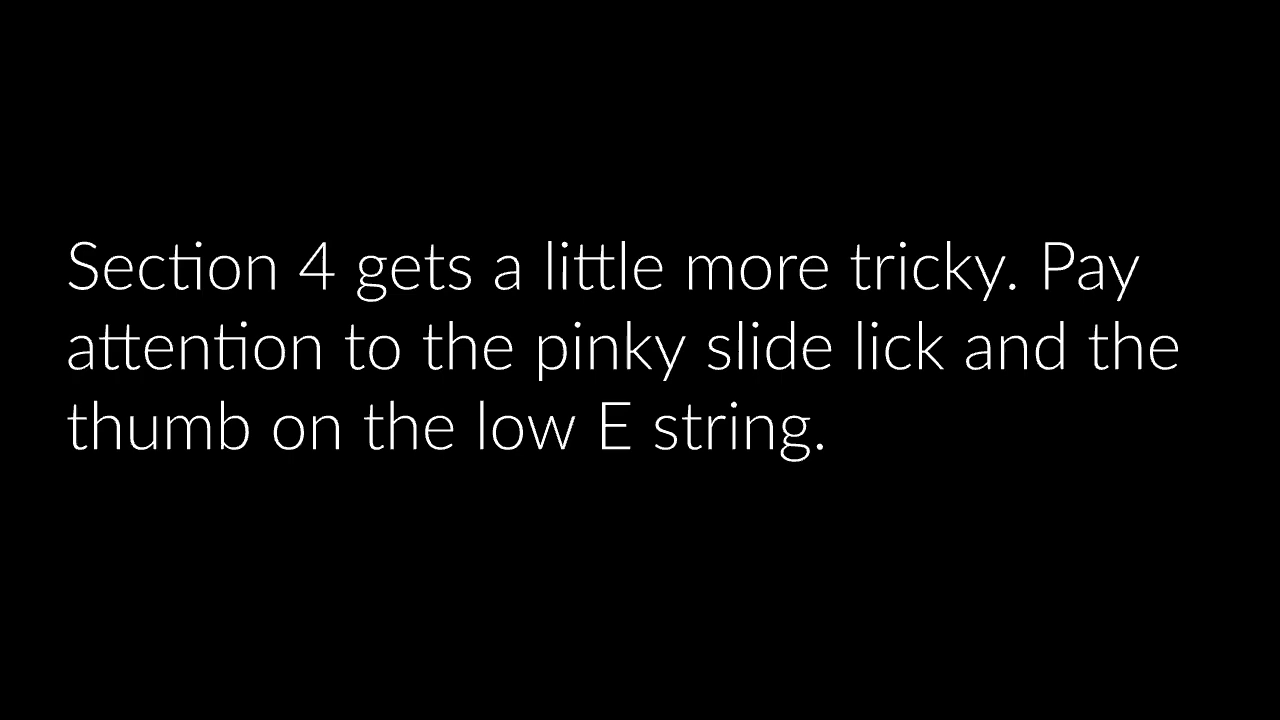 Section 4 gets a little more tricky. Pay
attention to the pinky slide lick and the
thumb on the low E string.